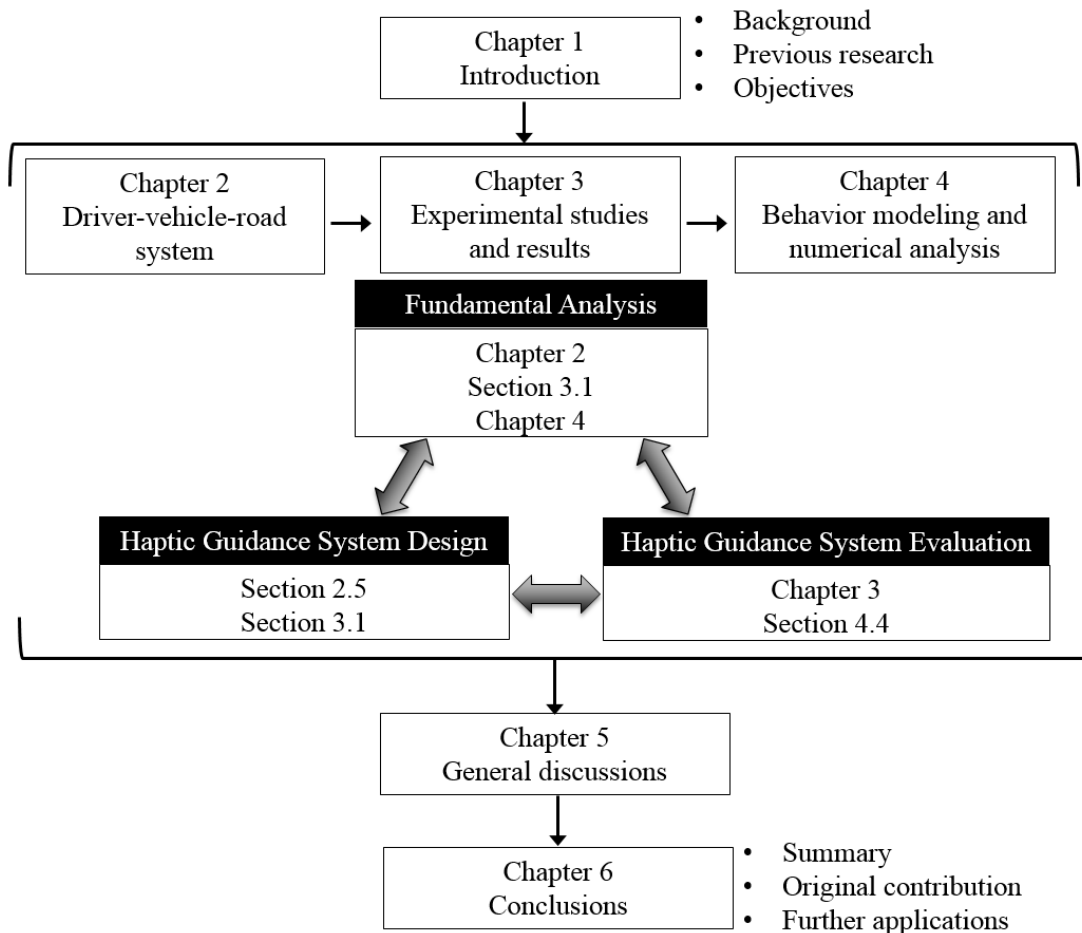 Chapter 1
Introduction
• Background
• Previous research
• Objectives
Chapter 2
Driver-vehicle-road
system
Chapter 3
Experimental studies
and results
Chapter 4
Behavior modeling and
numerical analysis
Fundamental Analysis
Chapter 2
Section 3.1
Chapter 4
Haptic Guidance System Design
Section 2.5
Section 3.1
Haptic Guidance System Evaluation
Chapter 3
Section 4.4
Chapter 5
General discussions
Chapter 6
Conclusions
• Summary
• Original contribution
• Further applications